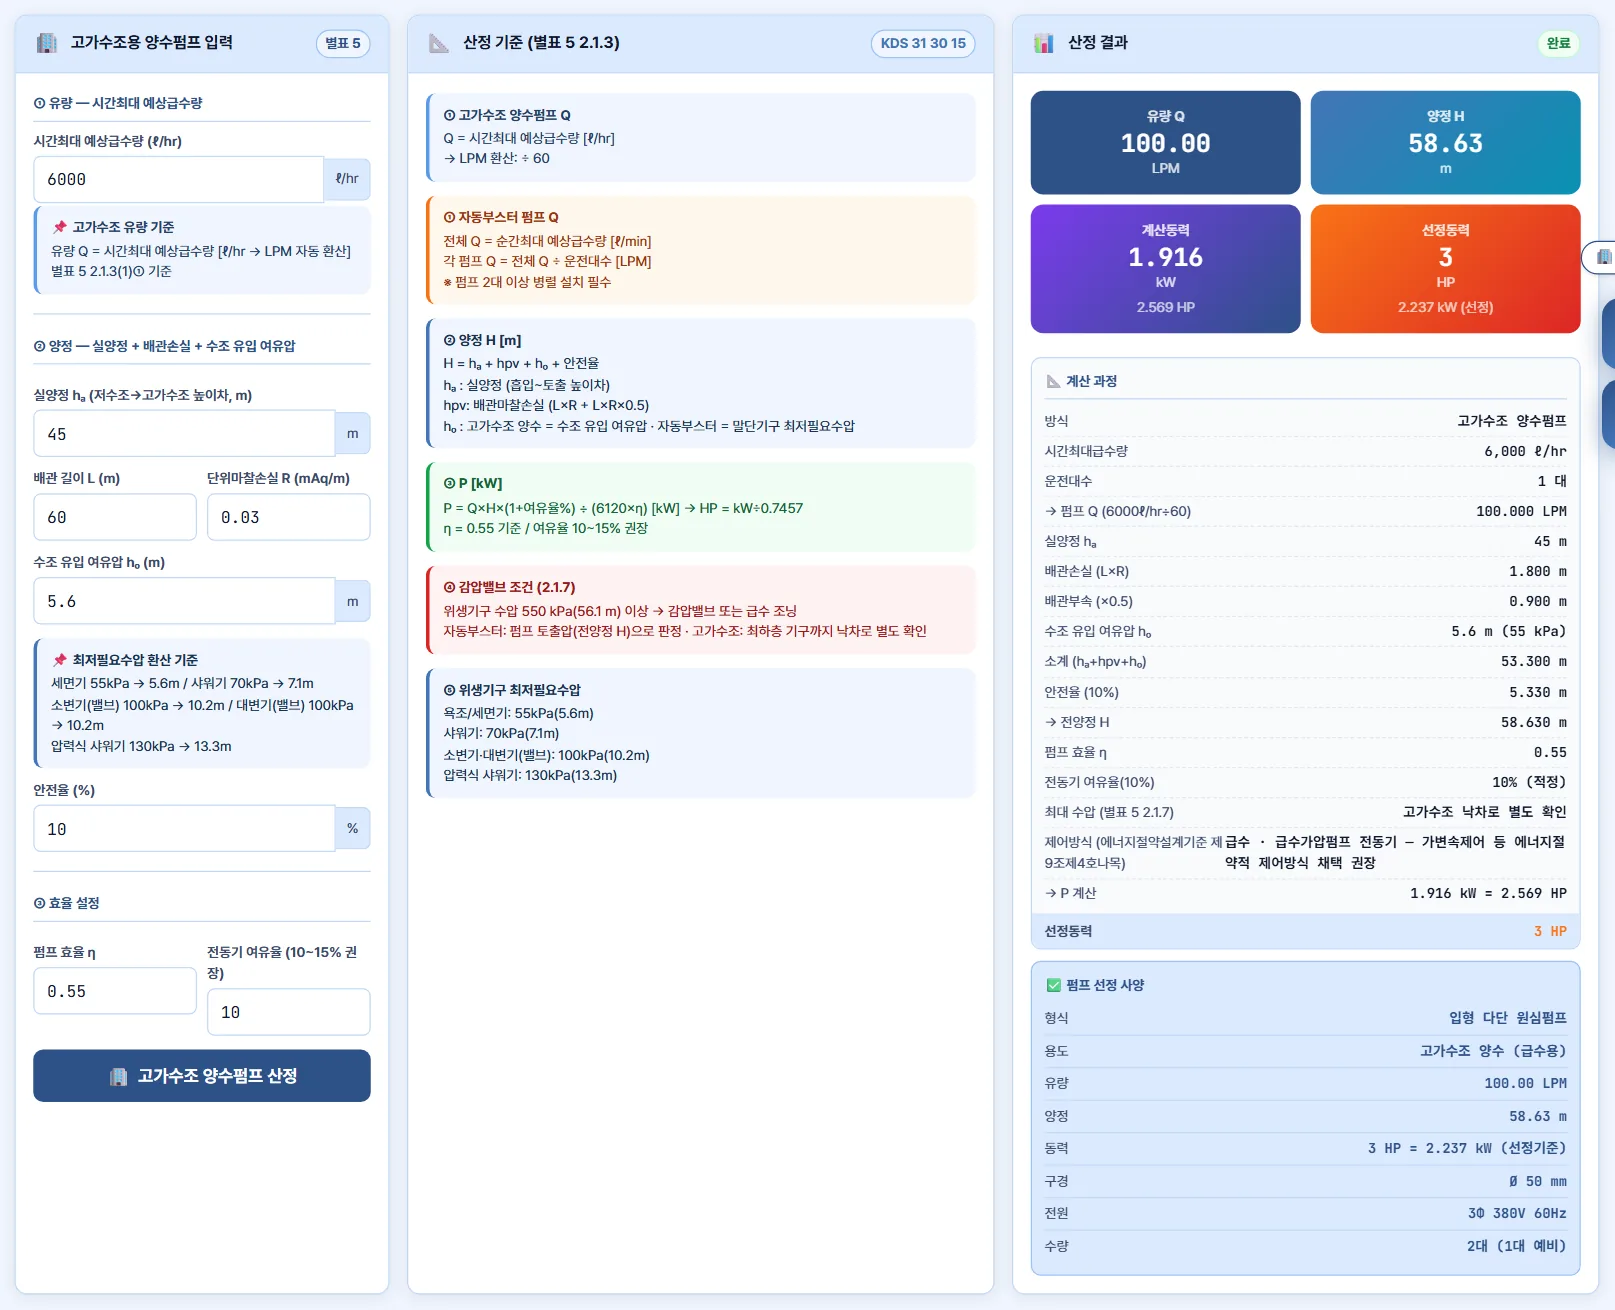 고가수조용 양수펌프 입력
별표 5
① 유량 — 시간최대 예상급수량
시간최대 예상급수량 (ℓ/hr)
6000
ℓ/hr
📌 고가수조 유량 기준
유량 Q = 시간최대 예상급수량 [ℓ/hr → LPM 자동 환산]
별표 5 2.1.3(1)① 기준
② 양정 — 실양정 + 배관손실 + 수조 유입 여유압
실양정 hₐ (저수조→고가수조 높이차, m)
45
m
배관 길이 L (m)
단위마찰손실 R (mAq/m)
60
0.03
수조 유입 여유압 hₒ (m)
5.6
m
📌 최저필요수압 환산 기준
세면기 55kPa → 5.6m / 샤워기 70kPa → 7.1m
소변기(밸브) 100kPa → 10.2m / 대변기(밸브) 100kPa
→ 10.2m
압력식 샤워기 130kPa → 13.3m
안전율 (%)
10
%
③ 효율 설정
펌프 효율 η
전동기 여유율 (10~15% 권
장)
0.55
10
고가수조 양수펌프 산정
산정 기준 (별표 5 2.1.3)
KDS 31 30 15
① 고가수조 양수펌프 Q
Q = 시간최대 예상급수량 [ℓ/hr]
→ LPM 환산: ÷ 60
① 자동부스터 펌프 Q
전체 Q = 순간최대 예상급수량 [ℓ/min]
각 펌프 Q = 전체 Q ÷ 운전대수 [LPM]
※ 펌프 2대 이상 병렬 설치 필수
② 양정 H [m]
H = hₐ + hpv + hₒ + 안전율
hₐ : 실양정 (흡입~토출 높이차)
hpv: 배관마찰손실 (L×R + L×R×0.5)
hₒ : 고가수조 양수 = 수조 유입 여유압 · 자동부스터 = 말단기구 최저필요수압
③ P [kW]
P = Q×H×(1+여유율%) ÷ (6120×η) [kW] → HP = kW÷0.7457
η = 0.55 기준 / 여유율 10~15% 권장
④ 감압밸브 조건 (2.1.7)
위생기구 수압 550 kPa(56.1 m) 이상 → 감압밸브 또는 급수 조닝
자동부스터: 펌프 토출압(전양정 H)으로 판정 · 고가수조: 최하층 기구까지 낙차로 별도 확인
⑤ 위생기구 최저필요수압
욕조/세면기: 55kPa(5.6m)
샤워기: 70kPa(7.1m)
소변기·대변기(밸브): 100kPa(10.2m)
압력식 샤워기: 130kPa(13.3m)
산정 결과
완료
유량 Q
100.00
LPM
양정 H
58.63
m
계산동력
1.916
kW
2.569 HP
선정동력
3
HP
2.237 kW (선정)
계산 과정
방식 고가수조 양수펌프
시간최대급수량 6,000 ℓ/hr
운전대수 1 대
→ 펌프 Q (6000ℓ/hr÷60) 100.000 LPM
실양정 hₐ 45 m
배관손실 (L×R) 1.800 m
배관부속 (×0.5) 0.900 m
수조 유입 여유압 hₒ 5.6 m (55 kPa)
소계 (hₐ+hpv+hₒ) 53.300 m
안전율 (10%) 5.330 m
→ 전양정 H 58.630 m
펌프 효율 η 0.55
전동기 여유율(10%) 10% (적정)
최대 수압 (별표 5 2.1.7) 고가수조 낙차로 별도 확인
제어방식 (에너지절약설계기준 제 급수 · 급수가압펌프 전동기 — 가변속제어 등 에너지절
9조제4호나목) 약적 제어방식 채택 권장
→ P 계산 1.916 kW = 2.569 HP
선정동력 3 HP
✅ 펌프 선정 사양
형식 입형 다단 원심펌프
용도 고가수조 양수 (급수용)
유량 100.00 LPM
양정 58.63 m
동력 3 HP = 2.237 kW (선정기준)
구경 Ø 50 mm
전원 3Φ 380V 60Hz
수량 2대 (1대 예비)